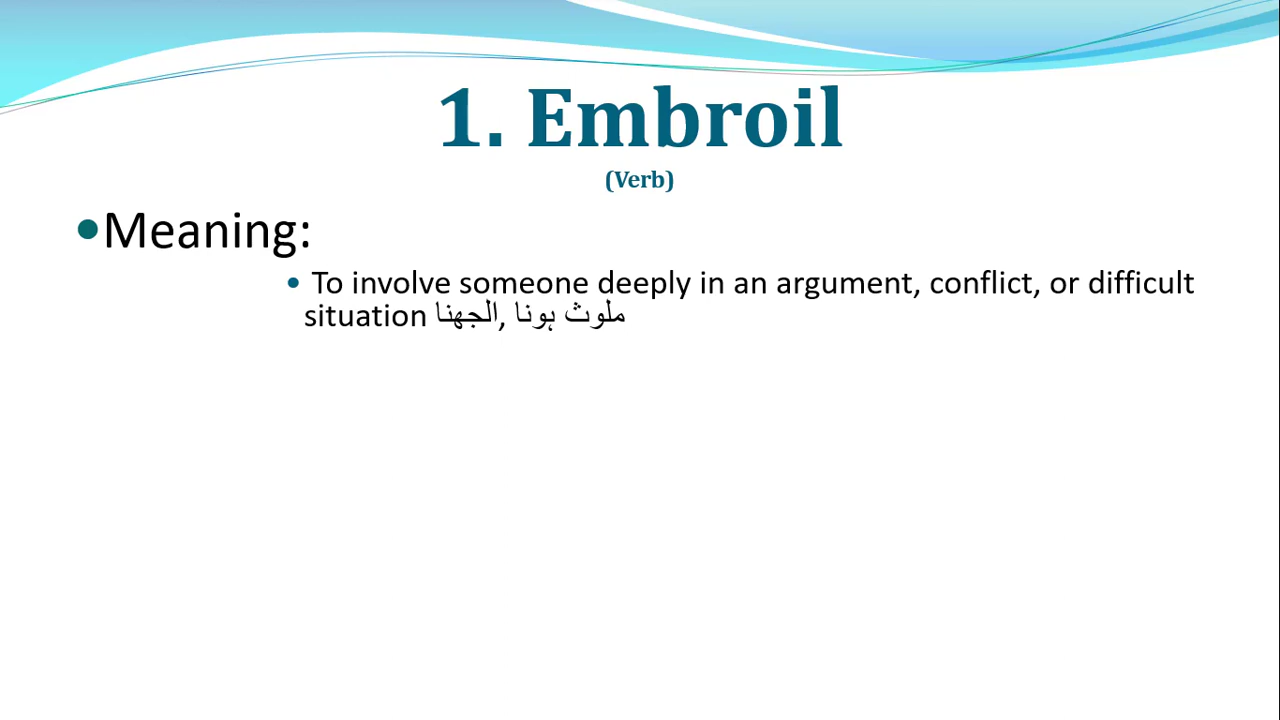 1. Embroil
(Verb)
•Meaning:
• To involve someone deeply in an argument, conflict, or difficult
situation الجھنا, ملوث ہونا